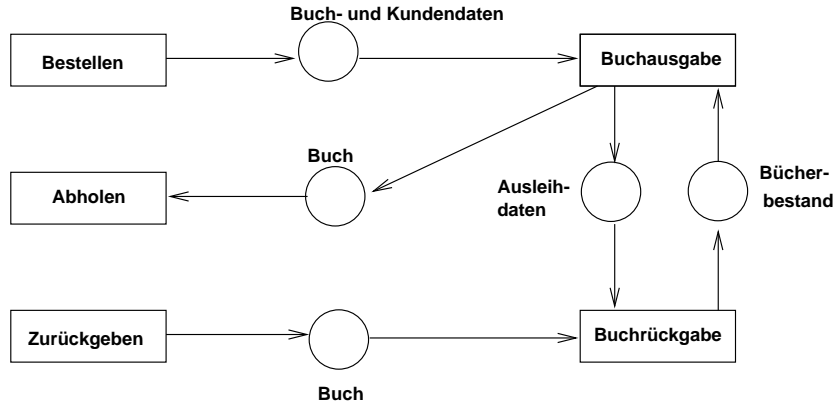 Buch- und Kundendaten
Bestellen
Buchausgabe
Buch
Abholen
Ausleih-
daten
Bücher-
bestand
Zurückgeben
Buchrückgabe
Buch